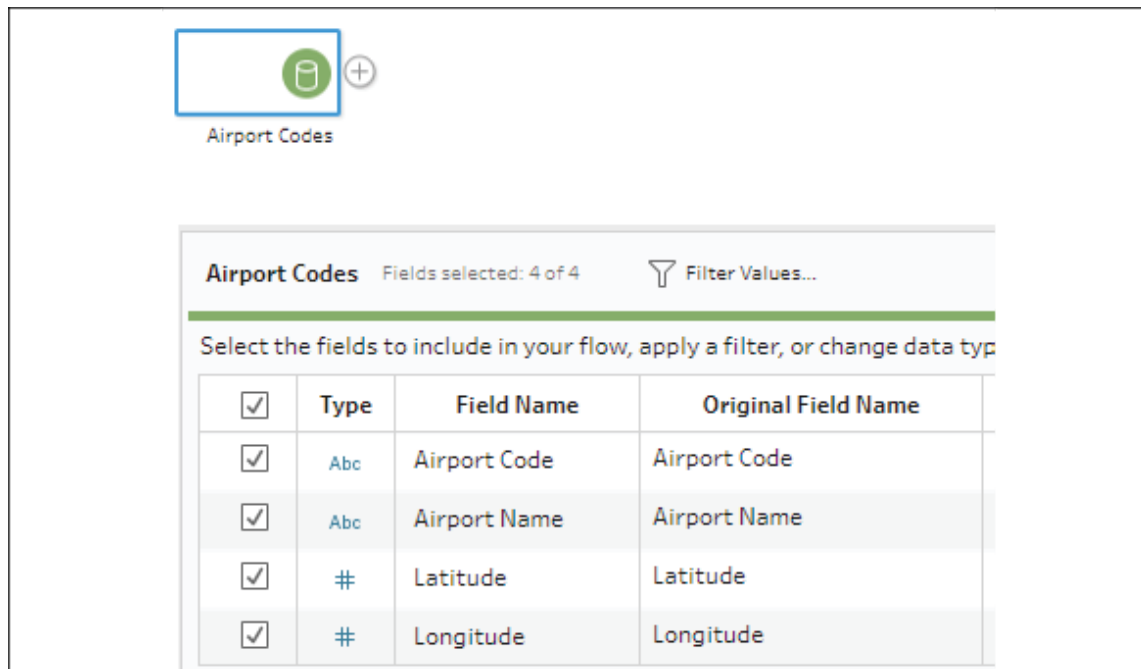 Airport Codes
Airport Codes Fields selected: 4 of 4 Filter Values...
Select the fields to include in your flow, apply a filter, or change data typ
Type Field Name Original Field Name
Abc Airport Code Airport Code
Abc Airport Name Airport Name
# Latitude Latitude
# Longitude Longitude